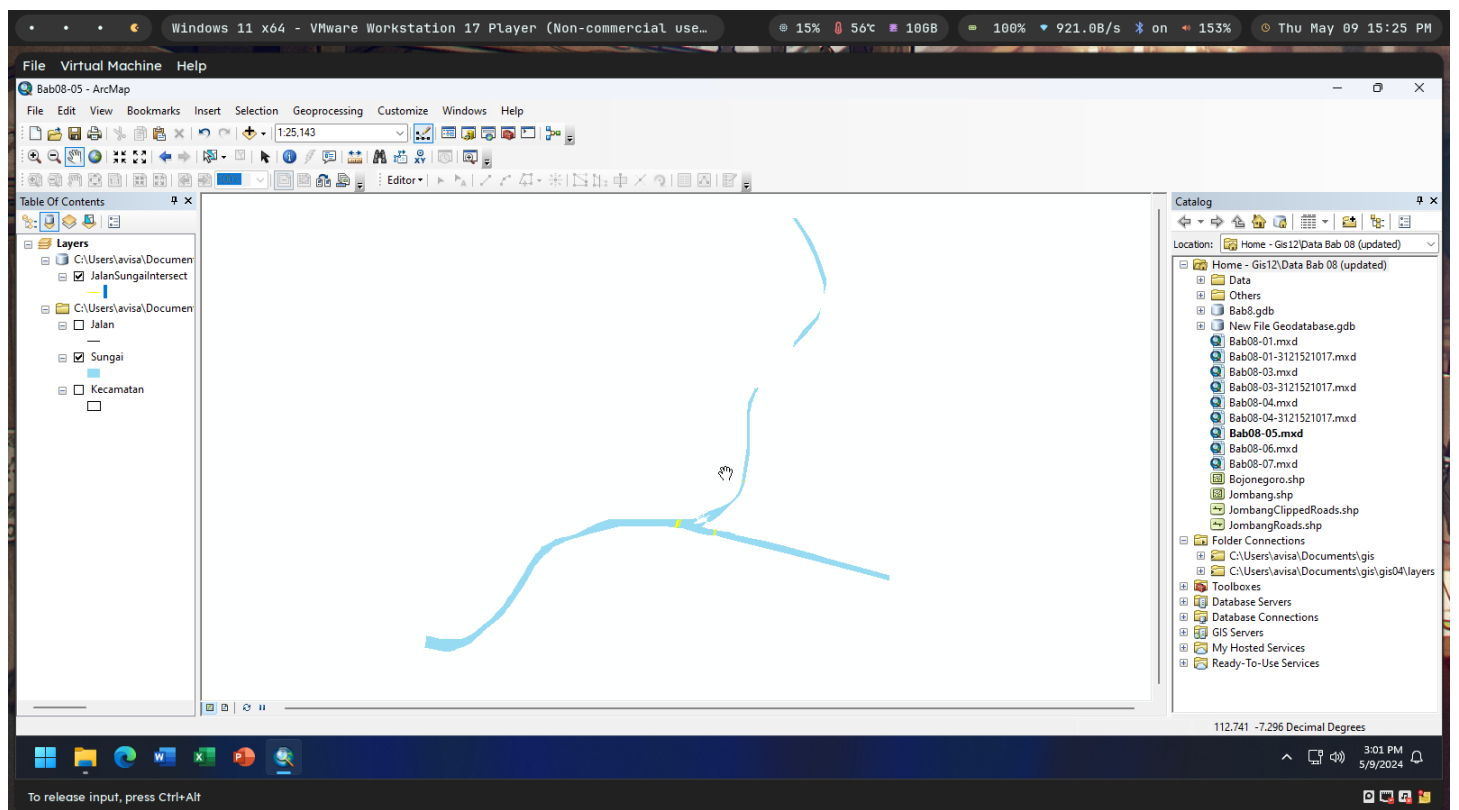 Windows 11 x64 - VMware Workstation 17 Player (Non-commercial use…
15% 56℃ 10GB
100% 921.0B/s on 153%
Thu May 09 15:25 PM
File Virtual Machine Help
Bab08-05 - ArcMap
File Edit View Bookmarks Insert Selection Geoprocessing Customize Windows Help
1:25,143
Editor
Table Of Contents
Layers
C:\Users\avisa\Documen
JalanSungaiIntersect
C:\Users\avisa\Documen
Jalan
Sungai
Kecamatan
Catalog
Location: Home - Gis12\Data Bab 08 (updated)
Home - Gis12\Data Bab 08 (updated)
Data
Others
Bab8.gdb
New File Geodatabase.gdb
Bab08-01.mxd
Bab08-01-3121521017.mxd
Bab08-03.mxd
Bab08-03-3121521017.mxd
Bab08-04.mxd
Bab08-04-3121521017.mxd
Bab08-05.mxd
Bab08-06.mxd
Bab08-07.mxd
Bojonegoro.shp
Jombang.shp
JombangClippedRoads.shp
JombangRoads.shp
Folder Connections
C:\Users\avisa\Documents\gis
C:\Users\avisa\Documents\gis\gis04\layers
Toolboxes
Database Servers
Database Connections
GIS Servers
My Hosted Services
Ready-To-Use Services
112.741 -7.296 Decimal Degrees
3:01 PM
5/9/2024
To release input, press Ctrl+Alt